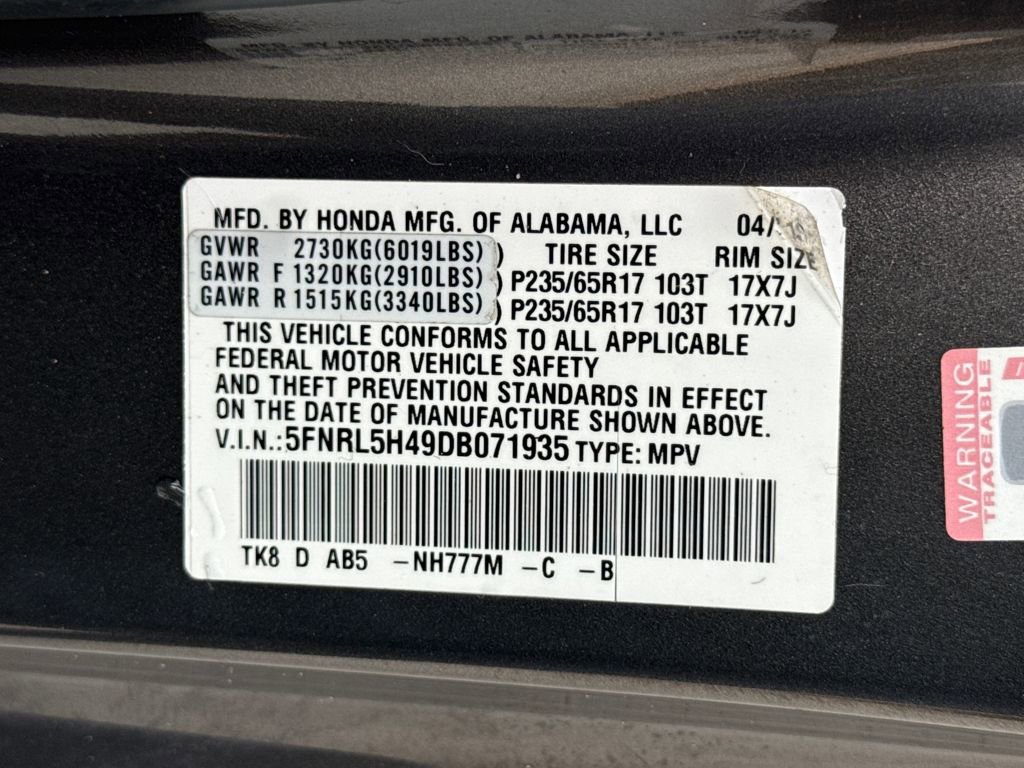 MFD. BY HONDA MFG. OF ALABAMA, LLC 04/
GVWR 2730KG(6019LBS) TIRE SIZE RIM SIZE
GAWR F 1320KG(2910LBS) P235/65R17 103T 17X7J
GAWR R 1515KG(3340LBS) P235/65R17 103T 17X7J
THIS VEHICLE CONFORMS TO ALL APPLICABLE
FEDERAL MOTOR VEHICLE SAFETY
AND THEFT PREVENTION STANDARDS IN EFFECT
ON THE DATE OF MANUFACTURE SHOWN ABOVE.
V.I.N.:5FNRL5H49DB071935 TYPE: MPV
TK8 D AB5 -NH777M -C -B
WARNING
TRACEABLE